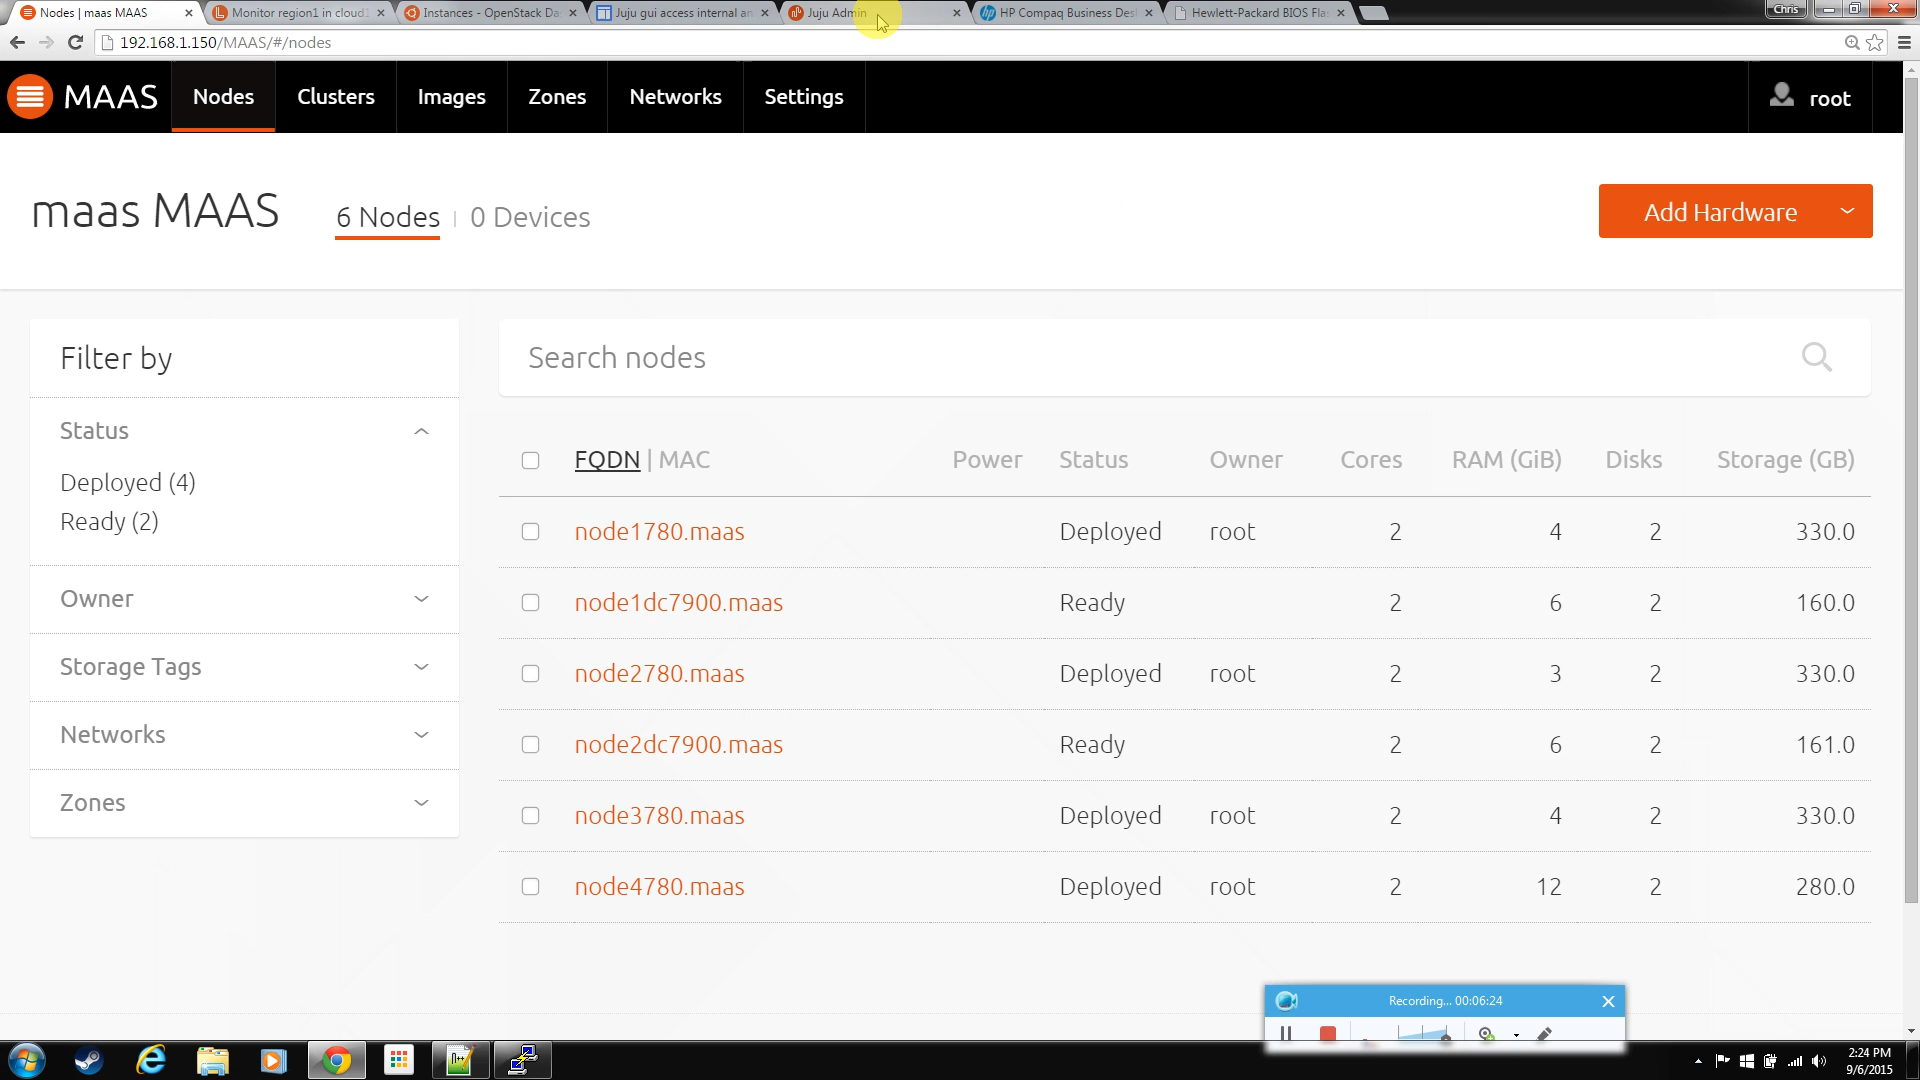 Nodes | maas MAAS
Monitor region1 in cloud1
Instances - OpenStack Da
Juju gui access internal an
Juju Admin
HP Compaq Business Des
Hewlett-Packard BIOS Fla
Chris
192.168.1.150/MAAS/#/nodes
MAAS
Nodes
Clusters
Images
Zones
Networks
Settings
root
maas MAAS
6 Nodes
0 Devices
Add Hardware
Filter by
Search nodes
Status
Deployed (4)
Ready (2)
Owner
Storage Tags
Networks
Zones
FQDN | MAC Power Status Owner Cores RAM (GiB) Disks Storage (GB)
node1780.maas Deployed root 2 4 2 330.0
node1dc7900.maas Ready 2 6 2 160.0
node2780.maas Deployed root 2 3 2 330.0
node2dc7900.maas Ready 2 6 2 161.0
node3780.maas Deployed root 2 4 2 330.0
node4780.maas Deployed root 2 12 2 280.0
Recording... 00:06:24
2:24 PM
9/6/2015